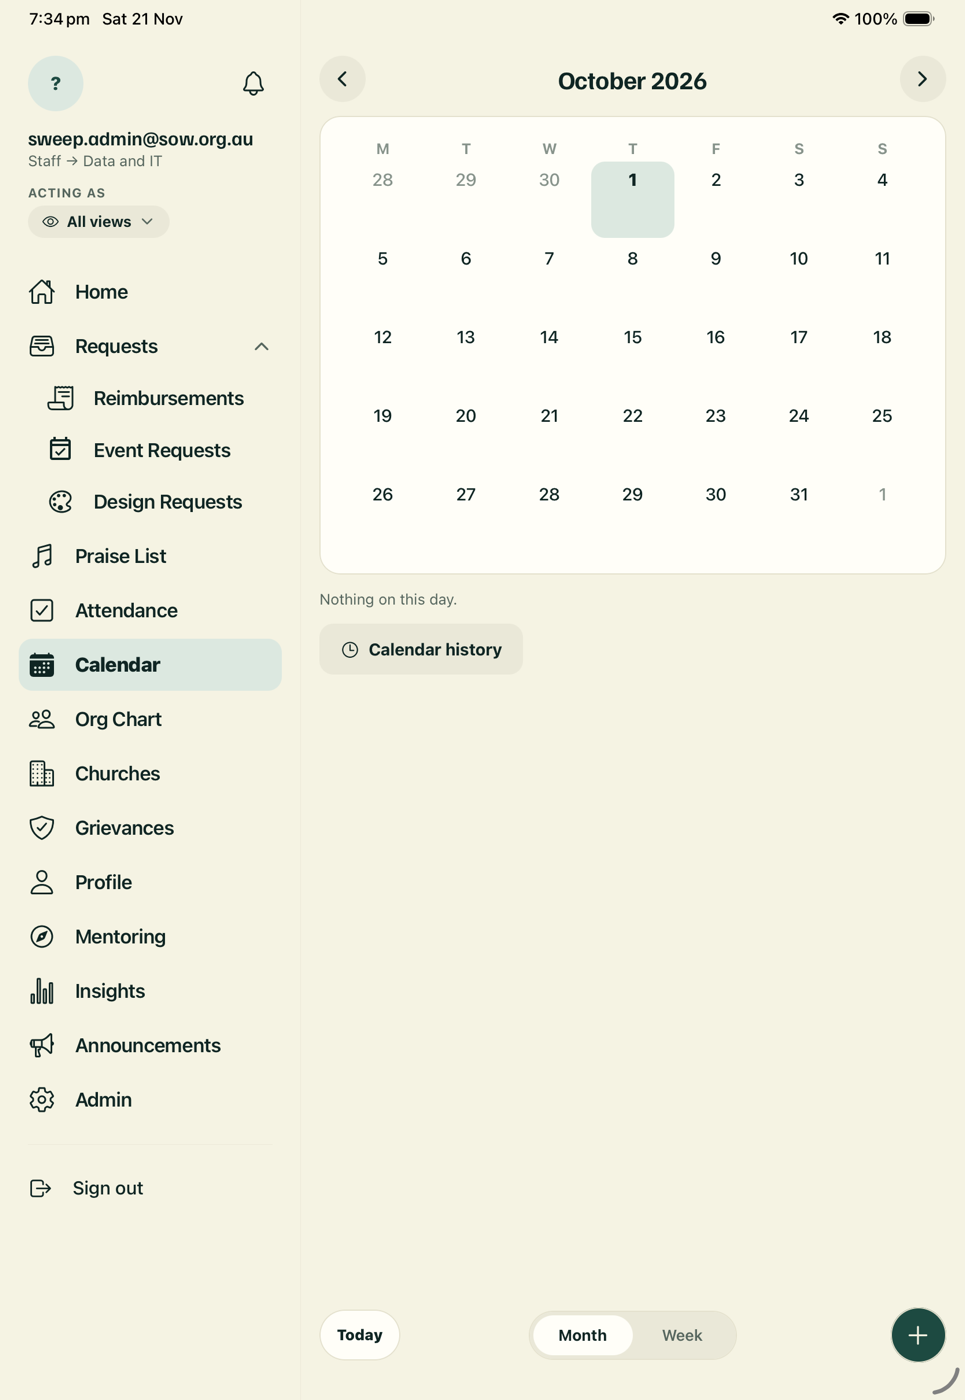 7:34 pm Sat 21 Nov
100%
?
sweep.admin@sow.org.au
Staff → Data and IT
ACTING AS
All views
Home
Requests
Reimbursements
Event Requests
Design Requests
Praise List
Attendance
Calendar
Org Chart
Churches
Grievances
Profile
Mentoring
Insights
Announcements
Admin
Sign out
October 2026
M T W T F S S
28 29 30 1 2 3 4
5 6 7 8 9 10 11
12 13 14 15 16 17 18
19 20 21 22 23 24 25
26 27 28 29 30 31 1
Nothing on this day.
Calendar history
Today
Month
Week